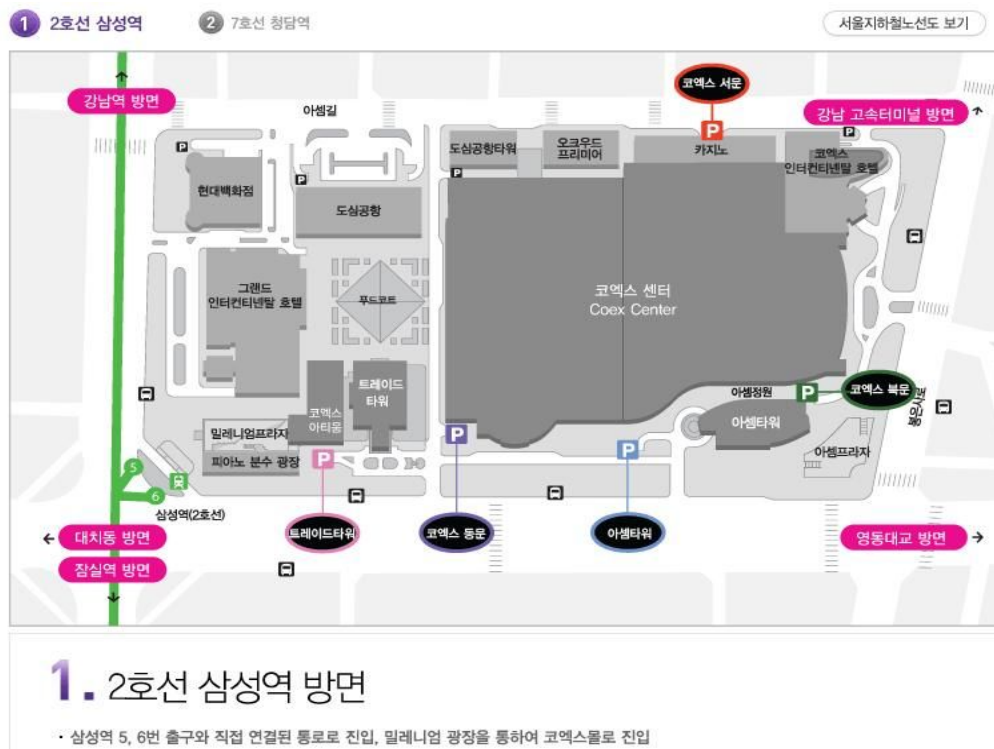 1 2호선 삼성역
2 7호선 청담역
서울지하철노선도 보기
코엑스 서문
강남역 방면
아셈길
강남 고속터미널 방면
P
P
P
도심공항타워
오크우드
프리미어
카지노
코엑스
인터컨티넨탈 호텔
현대백화점
P
P
도심공항
그랜드
인터컨티넨탈 호텔
푸드코트
코엑스 센터
Coex Center
트레이드
타워
아셈정원
P
코엑스 북문
봉은사로
코엑스
아티움
밀레니엄프라자
P
아셈타워
피아노 분수 광장
P
P
아셈프라자
5
6
삼성역(2호선)
대치동 방면
트레이드타워
코엑스 동문
아셈타워
영동대교 방면
잠실역 방면
1. 2호선 삼성역 방면
· 삼성역 5, 6번 출구와 직접 연결된 통로로 진입, 밀레니엄 광장을 통하여 코엑스몰로 진입